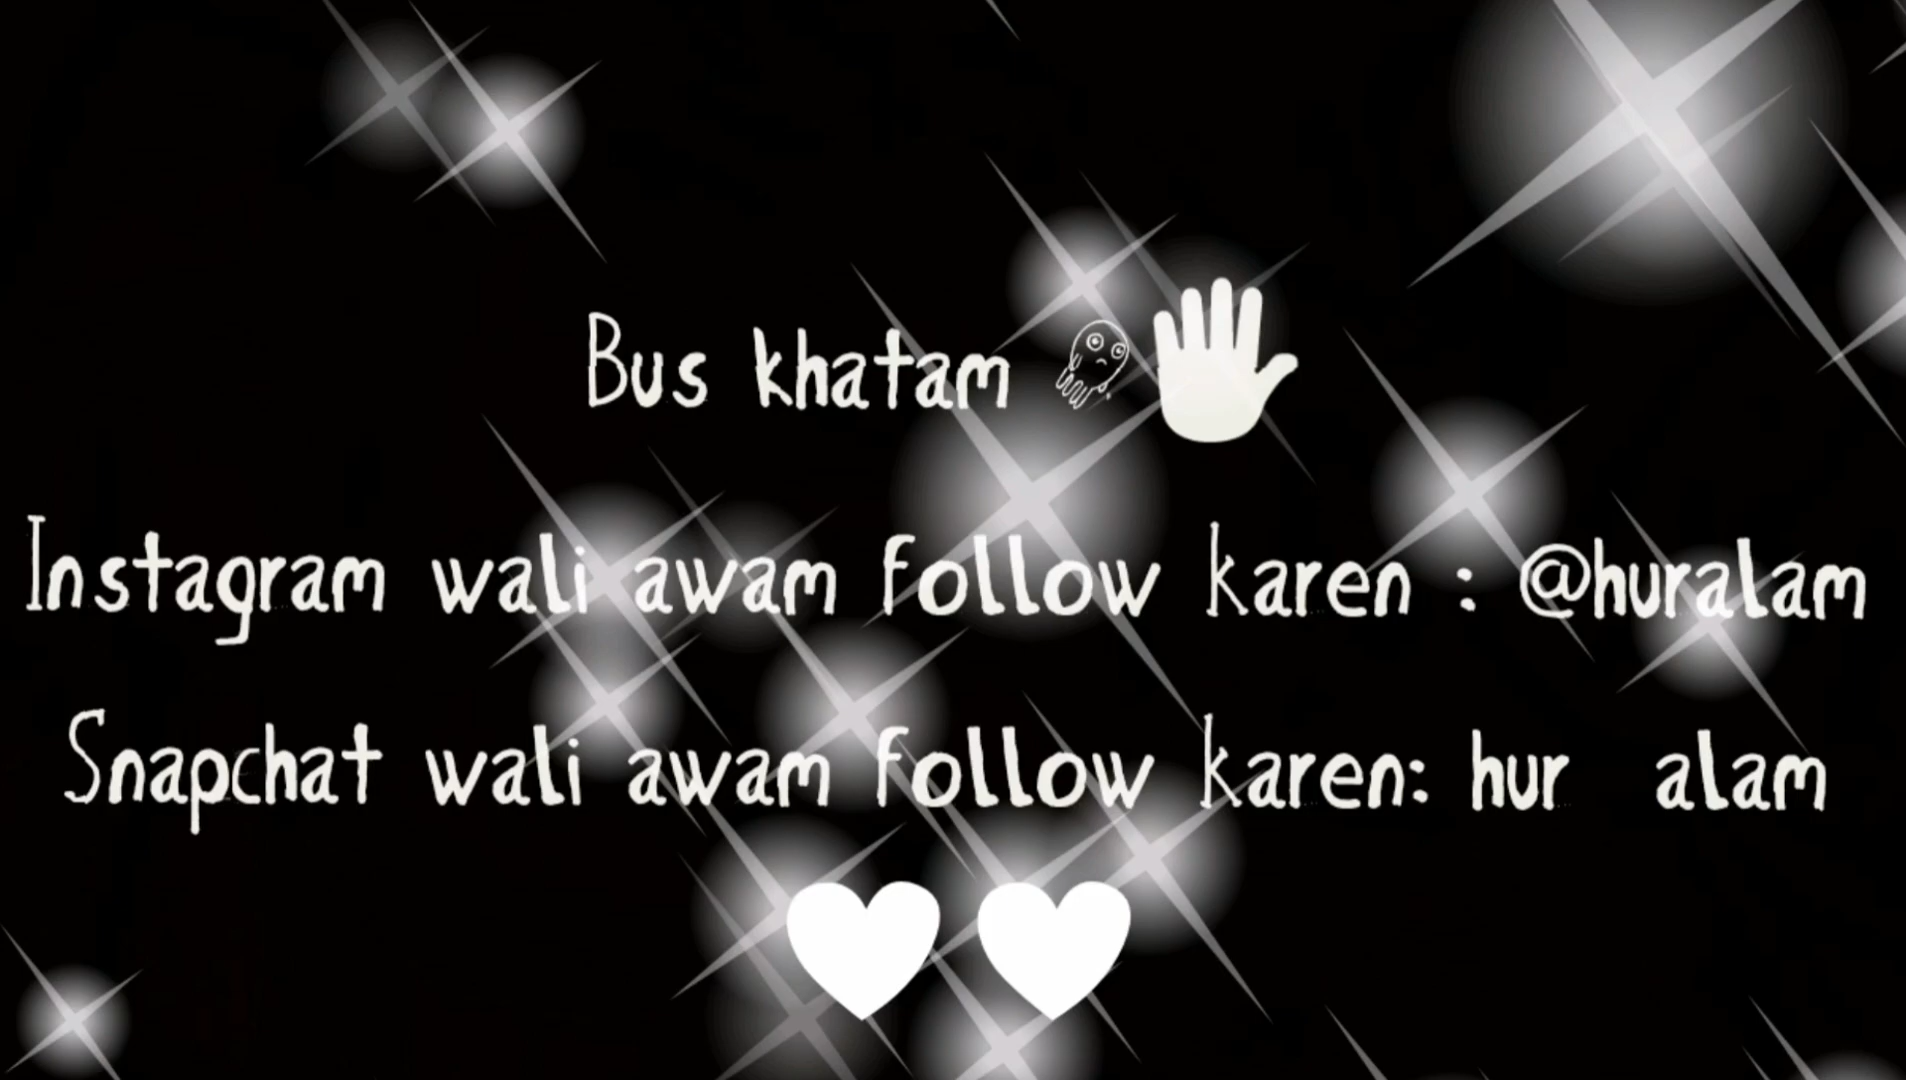 Bus khatam 🤚
Instagram wali awam follow karen : @huralam
Snapchat wali awam follow karen: hur alam
🤍 🤍